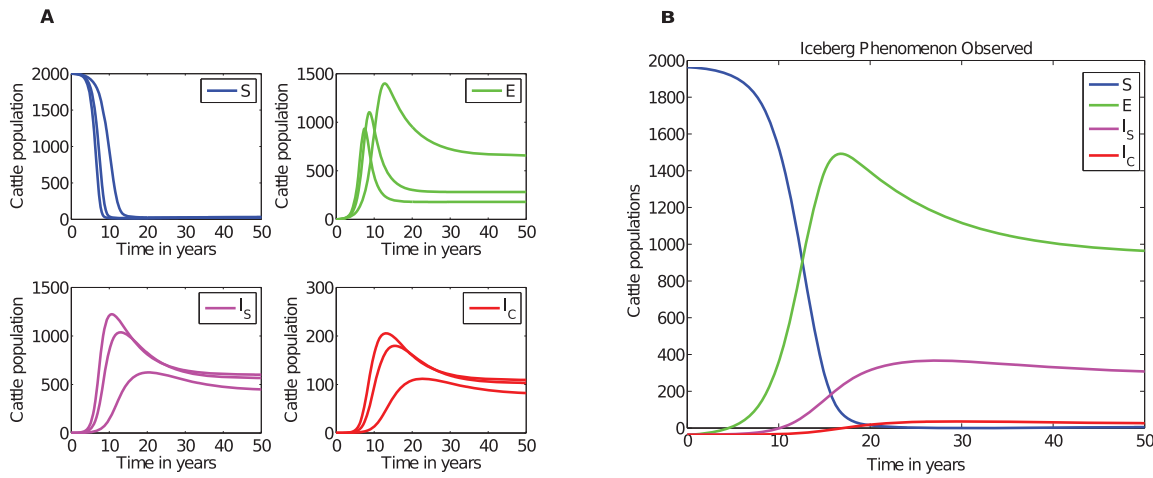 A
B
Iceberg Phenomenon Observed
2000
1500
1000
500
0
Cattle population
0 10 20 30 40 50
Time in years
S
1500
1000
500
0
Cattle population
0 10 20 30 40 50
Time in years
E
1500
1000
500
0
Cattle population
0 10 20 30 40 50
Time in years
I_S
300
200
100
0
Cattle population
0 10 20 30 40 50
Time in years
I_C
2000
1800
1600
1400
1200
1000
800
600
400
200
0
Cattle populations
0 10 20 30 40 50
Time in years
S
E
I_S
I_C